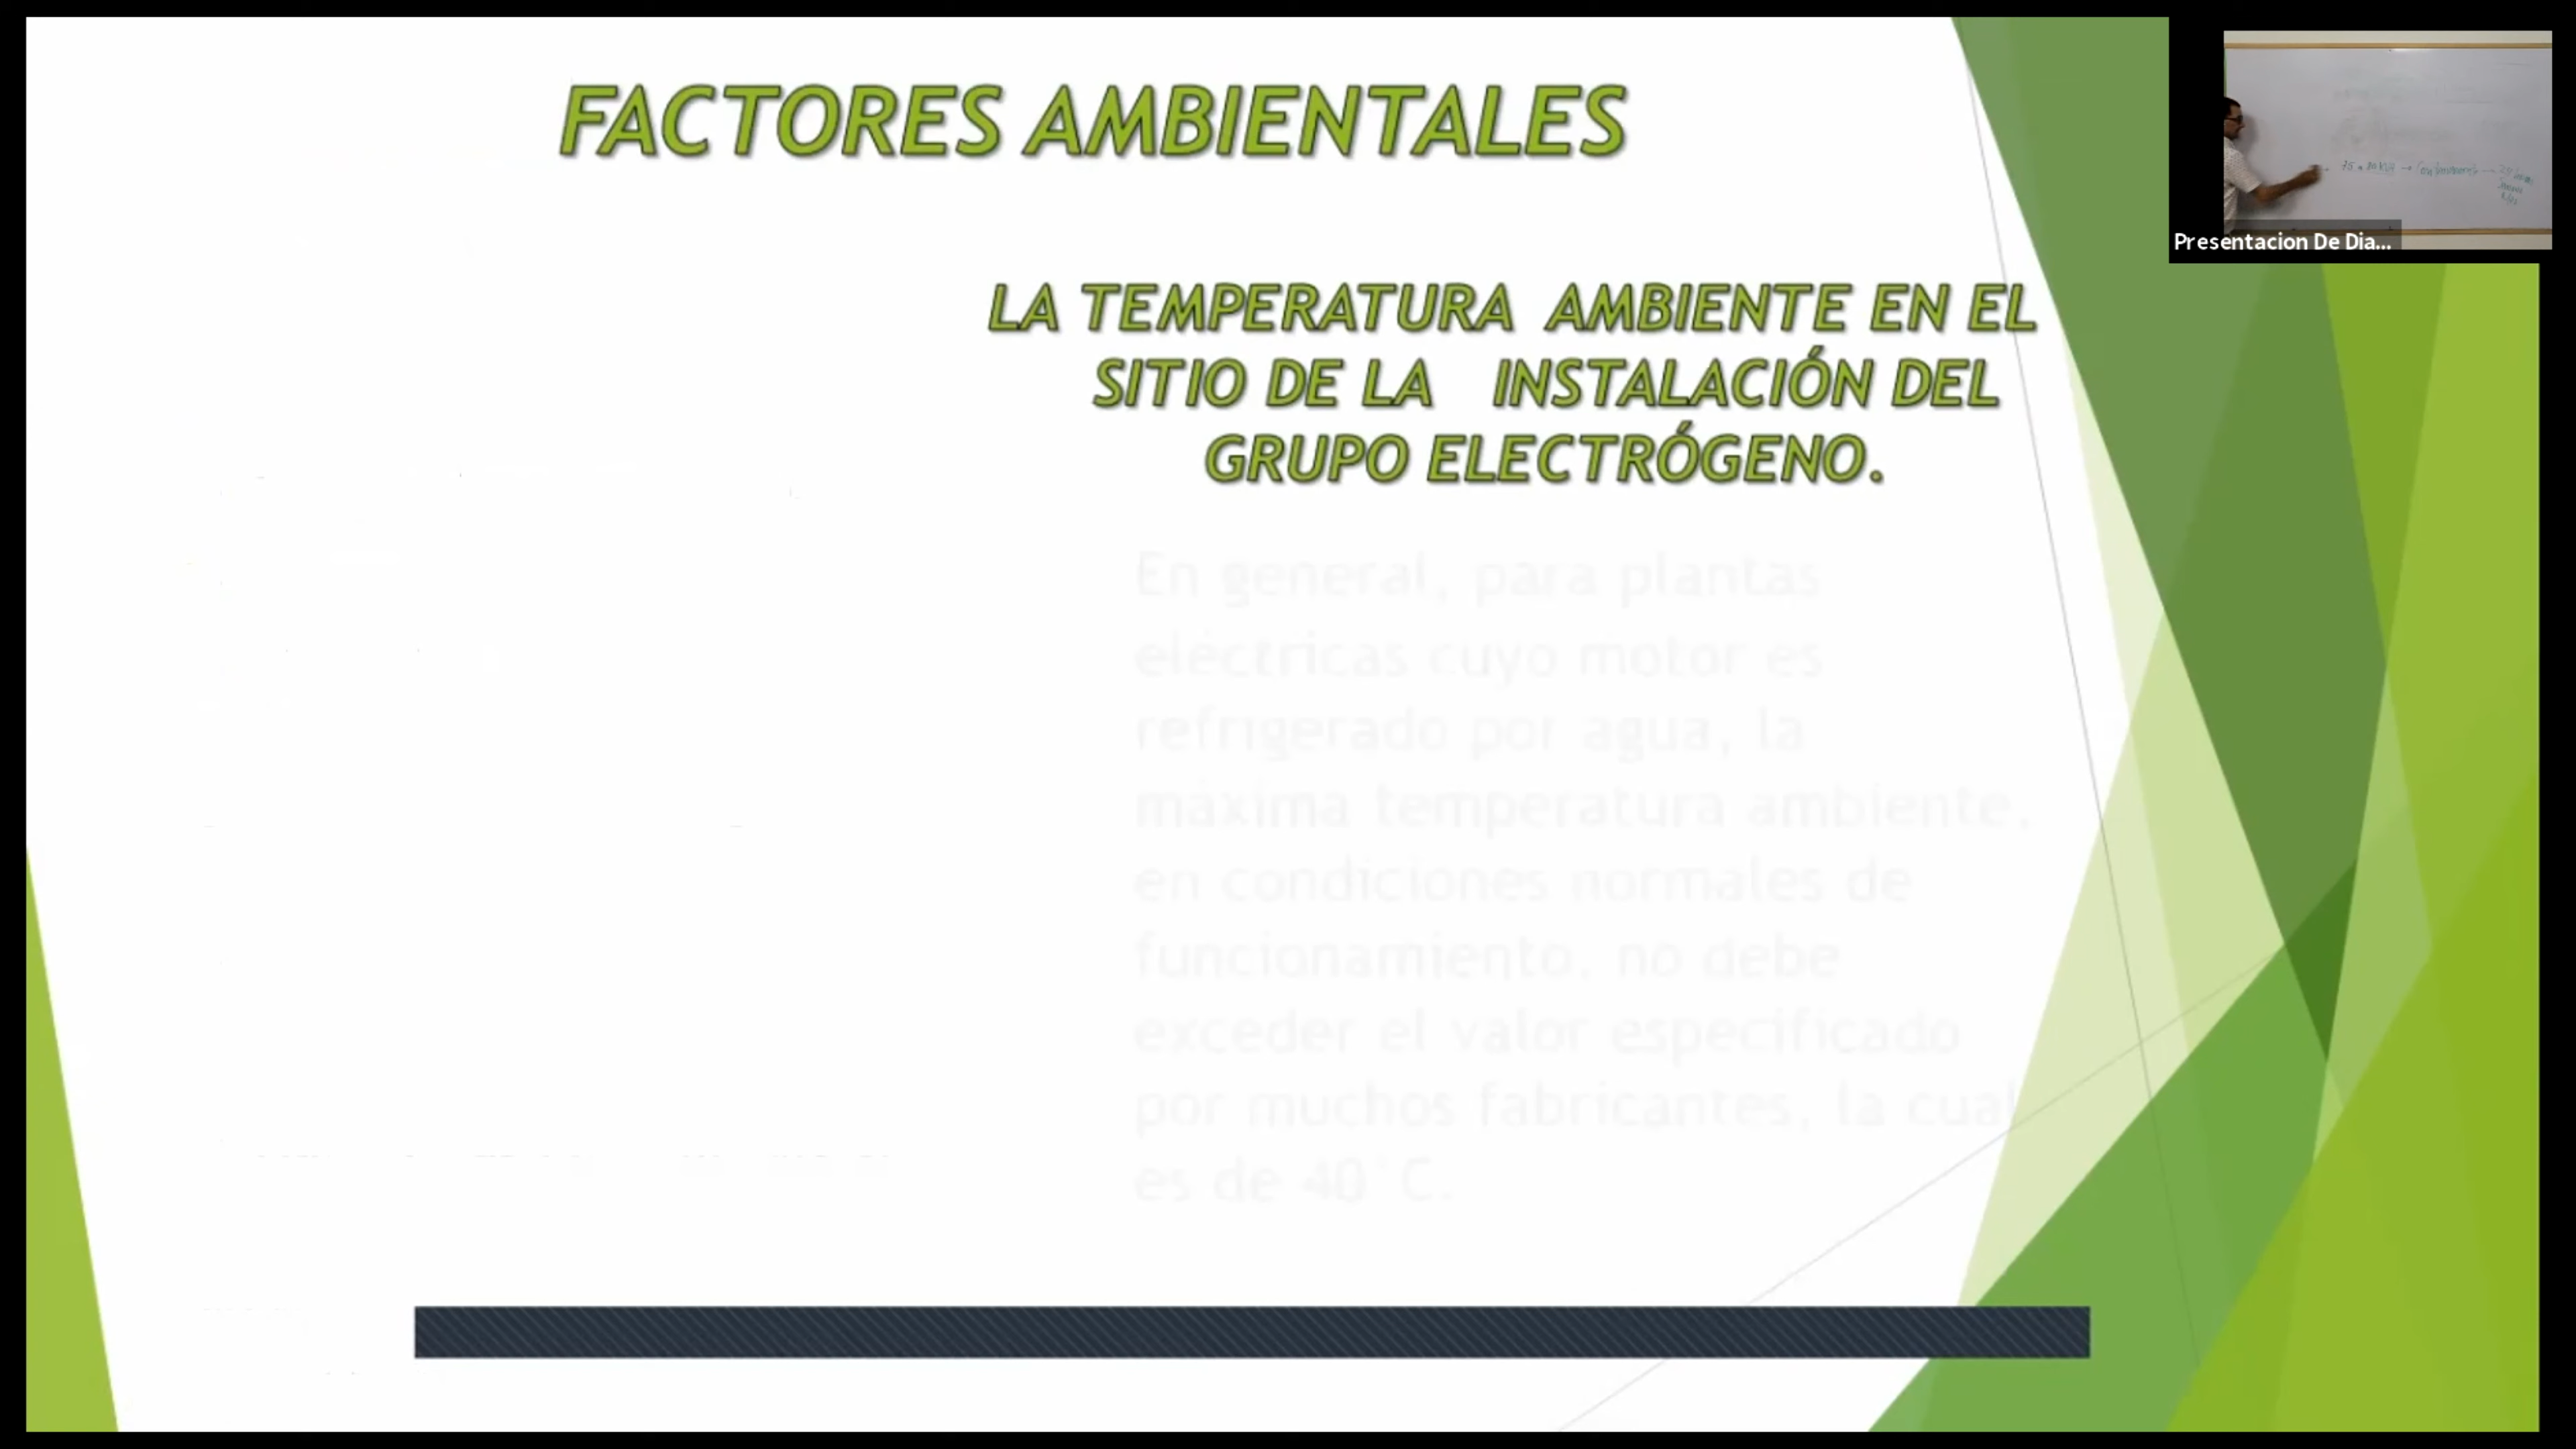 FACTORES AMBIENTALES
LA TEMPERATURA AMBIENTE EN EL
SITIO DE LA INSTALACIÓN DEL
GRUPO ELECTRÓGENO.
En general, para plantas
eléctricas cuyo motor es
refrigerado por agua, la
máxima temperatura ambiente,
en condiciones normales de
funcionamiento, no debe
exceder el valor especificado
por muchos fabricantes, la cual
es de 40°C.
Presentacion De Dia...